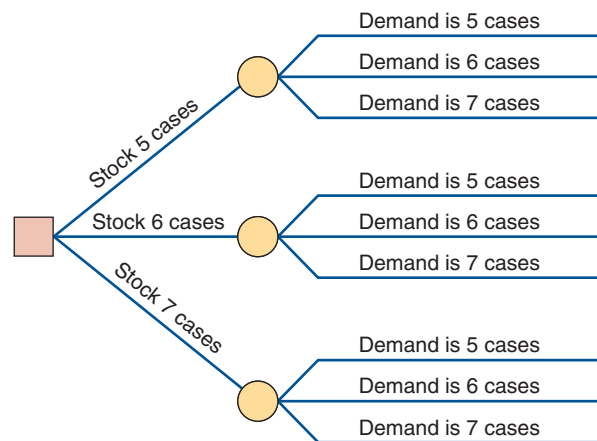 Demand is 5 cases
Demand is 6 cases
Demand is 7 cases
Stock 5 cases
Demand is 5 cases
Stock 6 cases
Demand is 6 cases
Demand is 7 cases
Stock 7 cases
Demand is 5 cases
Demand is 6 cases
Demand is 7 cases